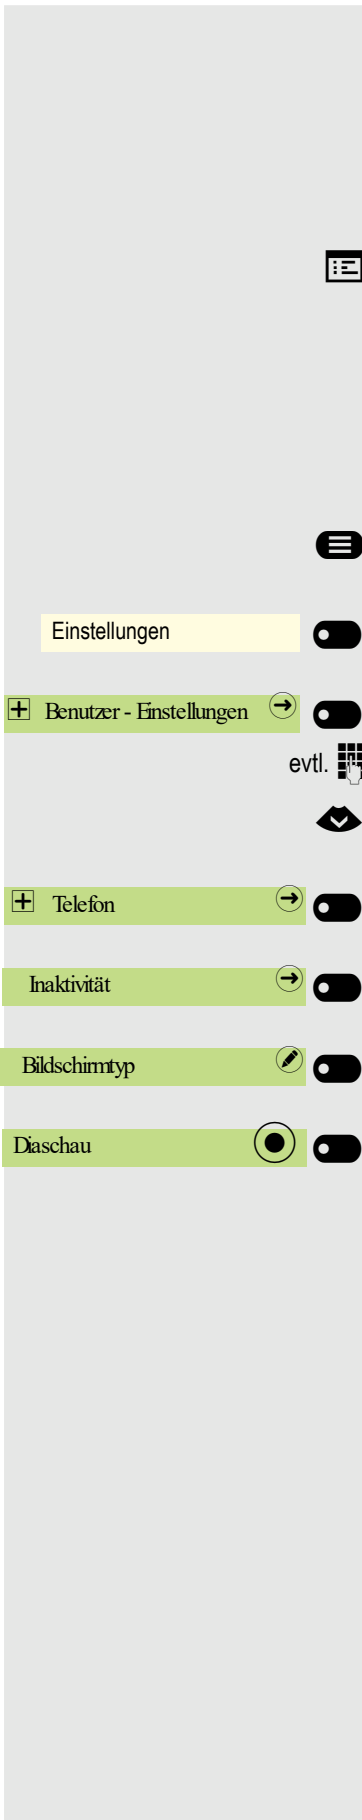 Einstellungen
Benutzer - Einstellungen
evtl.
Telefon
Inaktivität
Bildschirmtyp
Diaschau